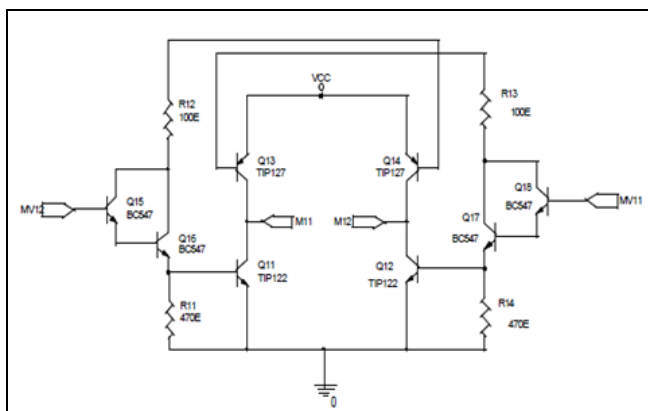 VCC
0
R12
100E
R13
100E
Q13
TIP127
Q14
TIP127
Q15
BC547
Q18
BC547
MV12
MV11
Q16
BC547
M11
M12
Q17
BC547
Q11
TIP122
Q12
TIP122
R11
470E
R14
470E
0